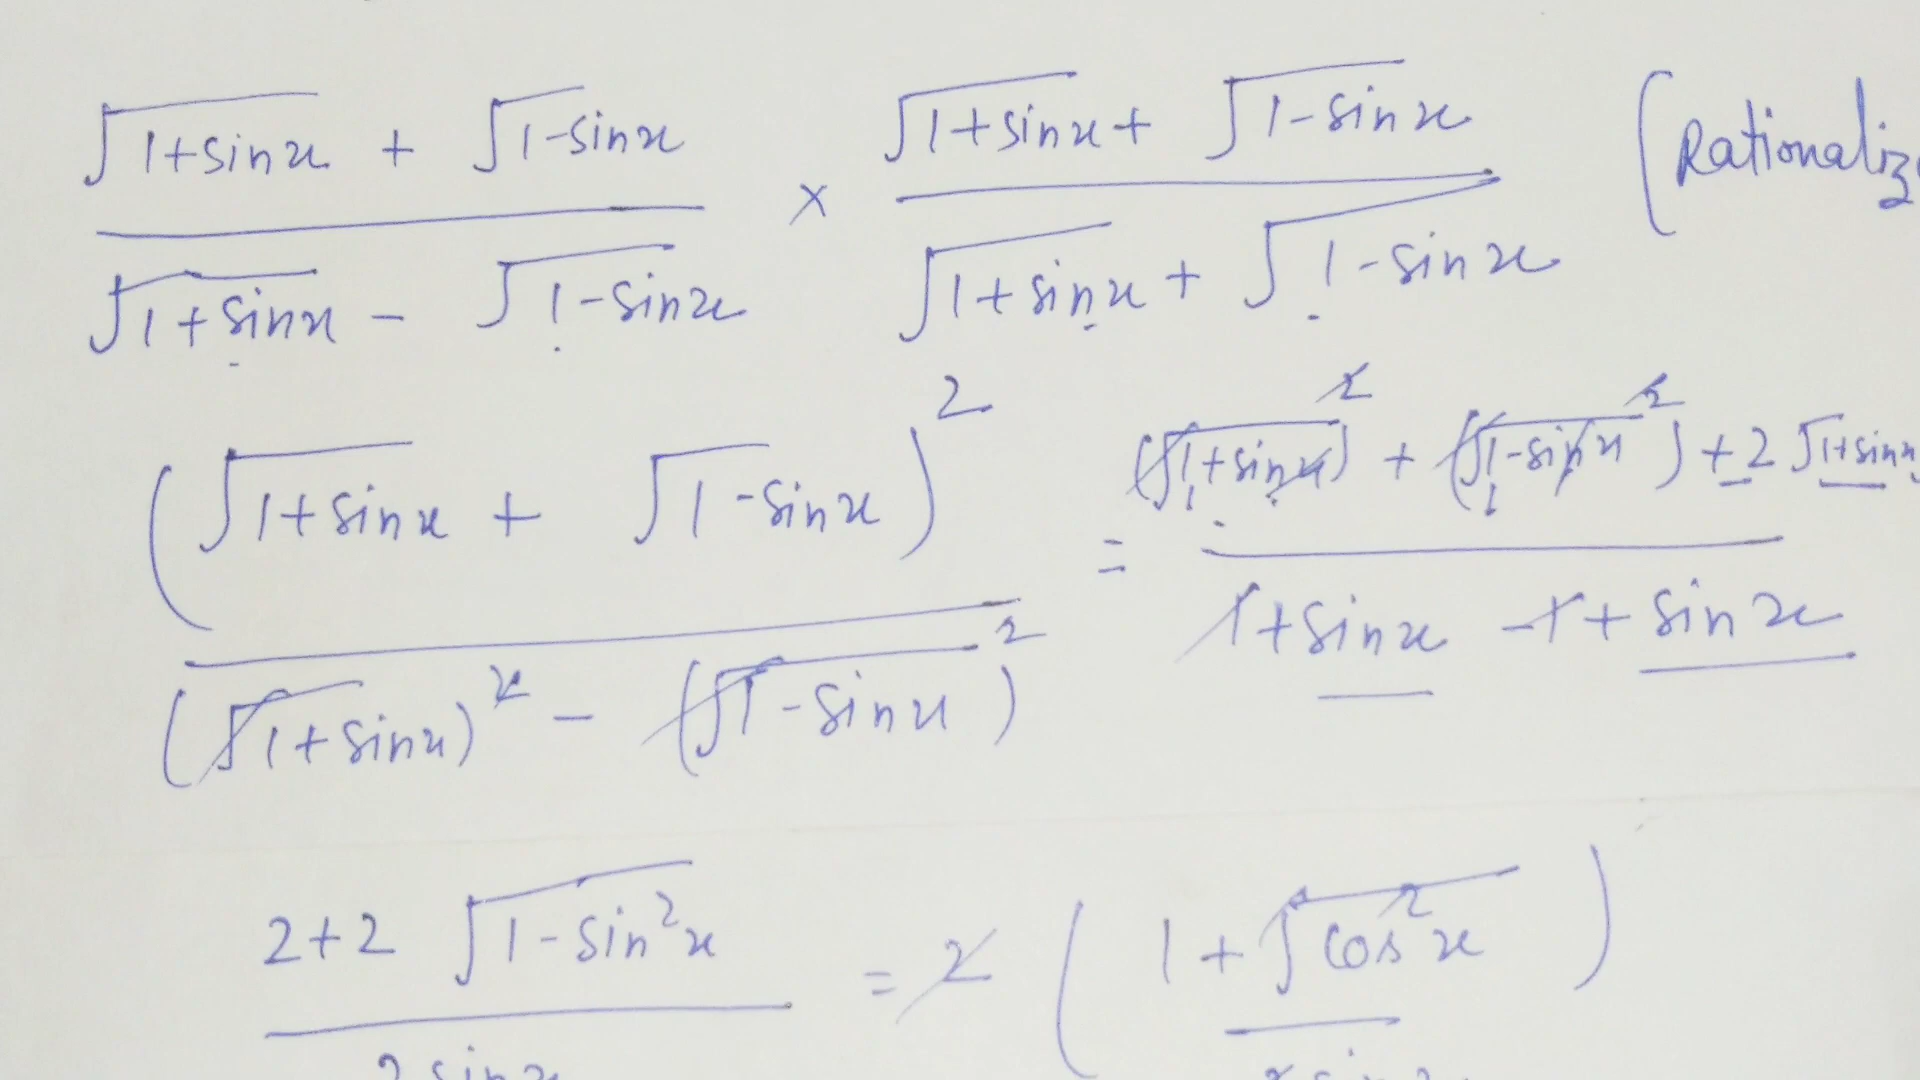 √1+sinx + √1-sinx / √1+sinx - √1-sinx × √1+sinx + √1-sinx / √1+sinx + √1-sinx (Rationaliz
(√1+sinx + √1-sinx)² / (√1+sinx)² - (√1-sinx)² = (√1+sinx)² + (√1-sinx)² + 2√1+sinx / 1+sinx -1+sinx
2+2√1-sin²x / 2sinx = 2(1+√cos²x / 2sinx)